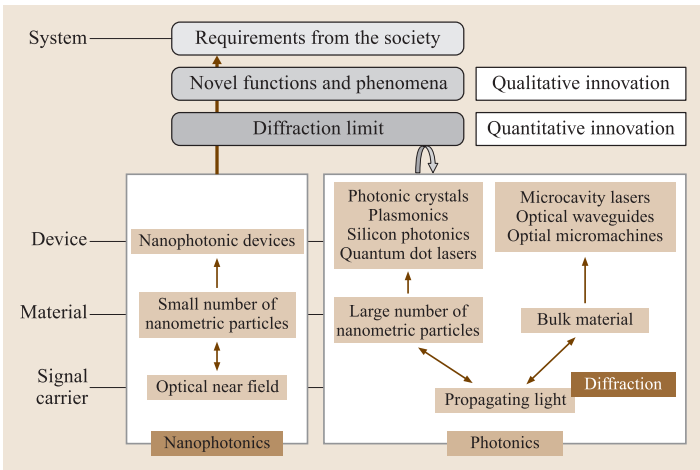 System
Requirements from the society
Novel functions and phenomena
Qualitative innovation
Diffraction limit
Quantitative innovation
Photonic crystals
Plasmonics
Silicon photonics
Quantum dot lasers
Microcavity lasers
Optical waveguides
Optial micromachines
Device
Nanophotonic devices
Material
Small number of
nanometric particles
Large number of
nanometric particles
Bulk material
Signal
carrier
Optical near field
Propagating light
Diffraction
Nanophotonics
Photonics